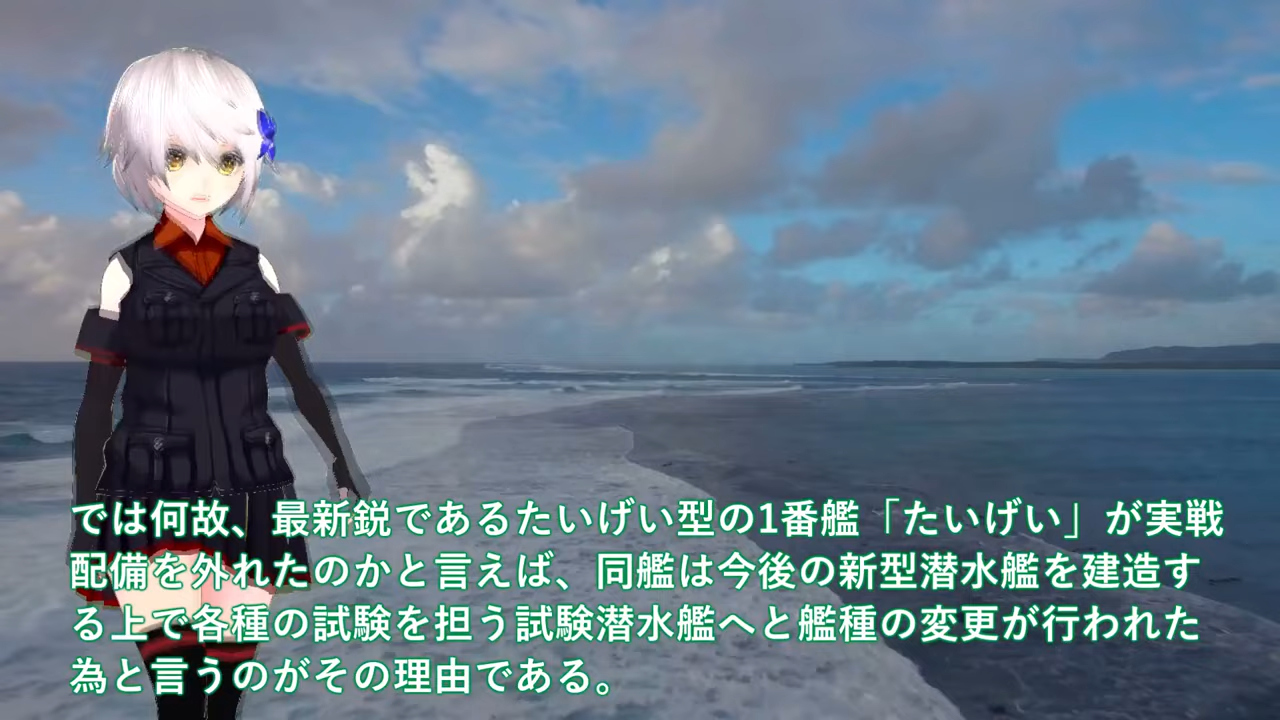 では何故、最新鋭であるたいげい型の1番艦「たいげい」が実戦
配備を外れたのかと言えば、同艦は今後の新型潜水艦を建造す
る上で各種の試験を担う試験潜水艦へと艦種の変更が行われた
為と言うのがその理由である。